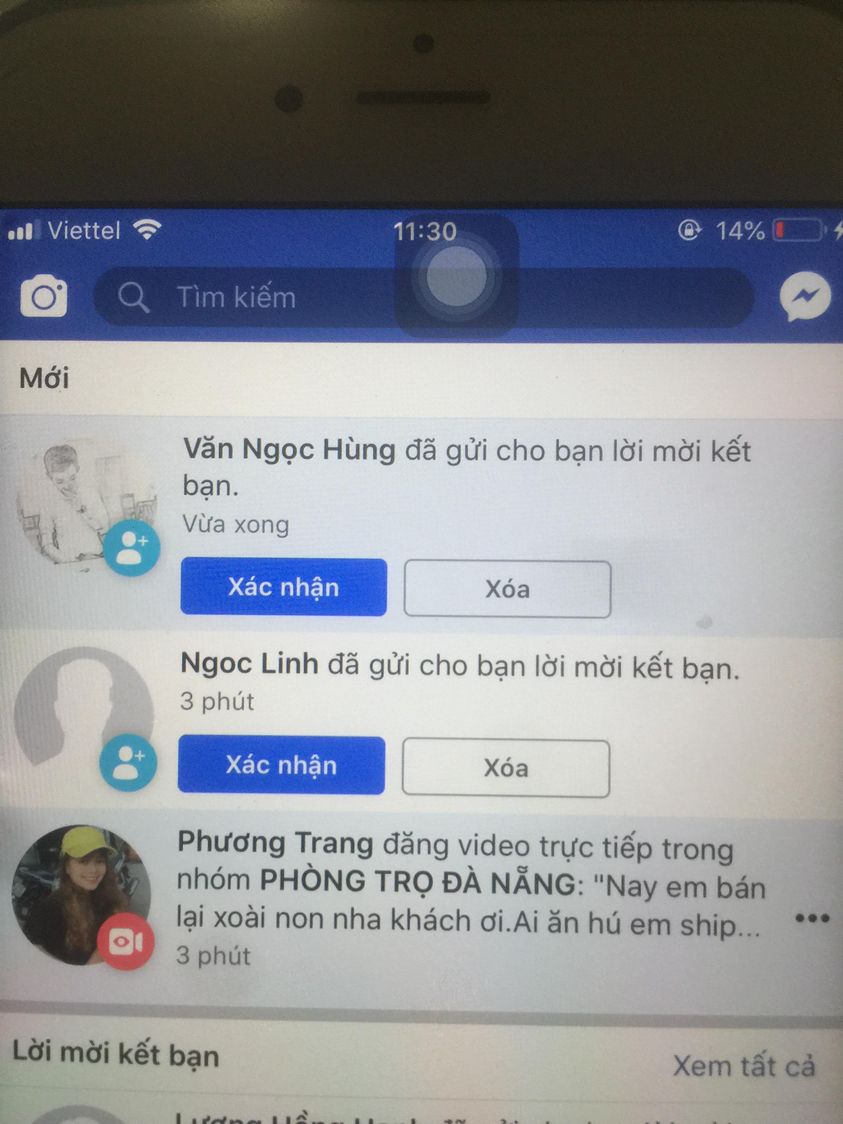 Viettel 11:30 14%
Tìm kiếm
Mới
Văn Ngọc Hùng đã gửi cho bạn lời mời kết
bạn.
Vừa xong
Xác nhận Xóa
Ngoc Linh đã gửi cho bạn lời mời kết bạn.
3 phút
Xác nhận Xóa
Phương Trang đăng video trực tiếp trong
nhóm PHÒNG TRỌ ĐÀ NẴNG: "Nay em bán
lại xoài non nha khách ơi.Ai ăn hú em ship...
3 phút
Lời mời kết bạn Xem tất cả